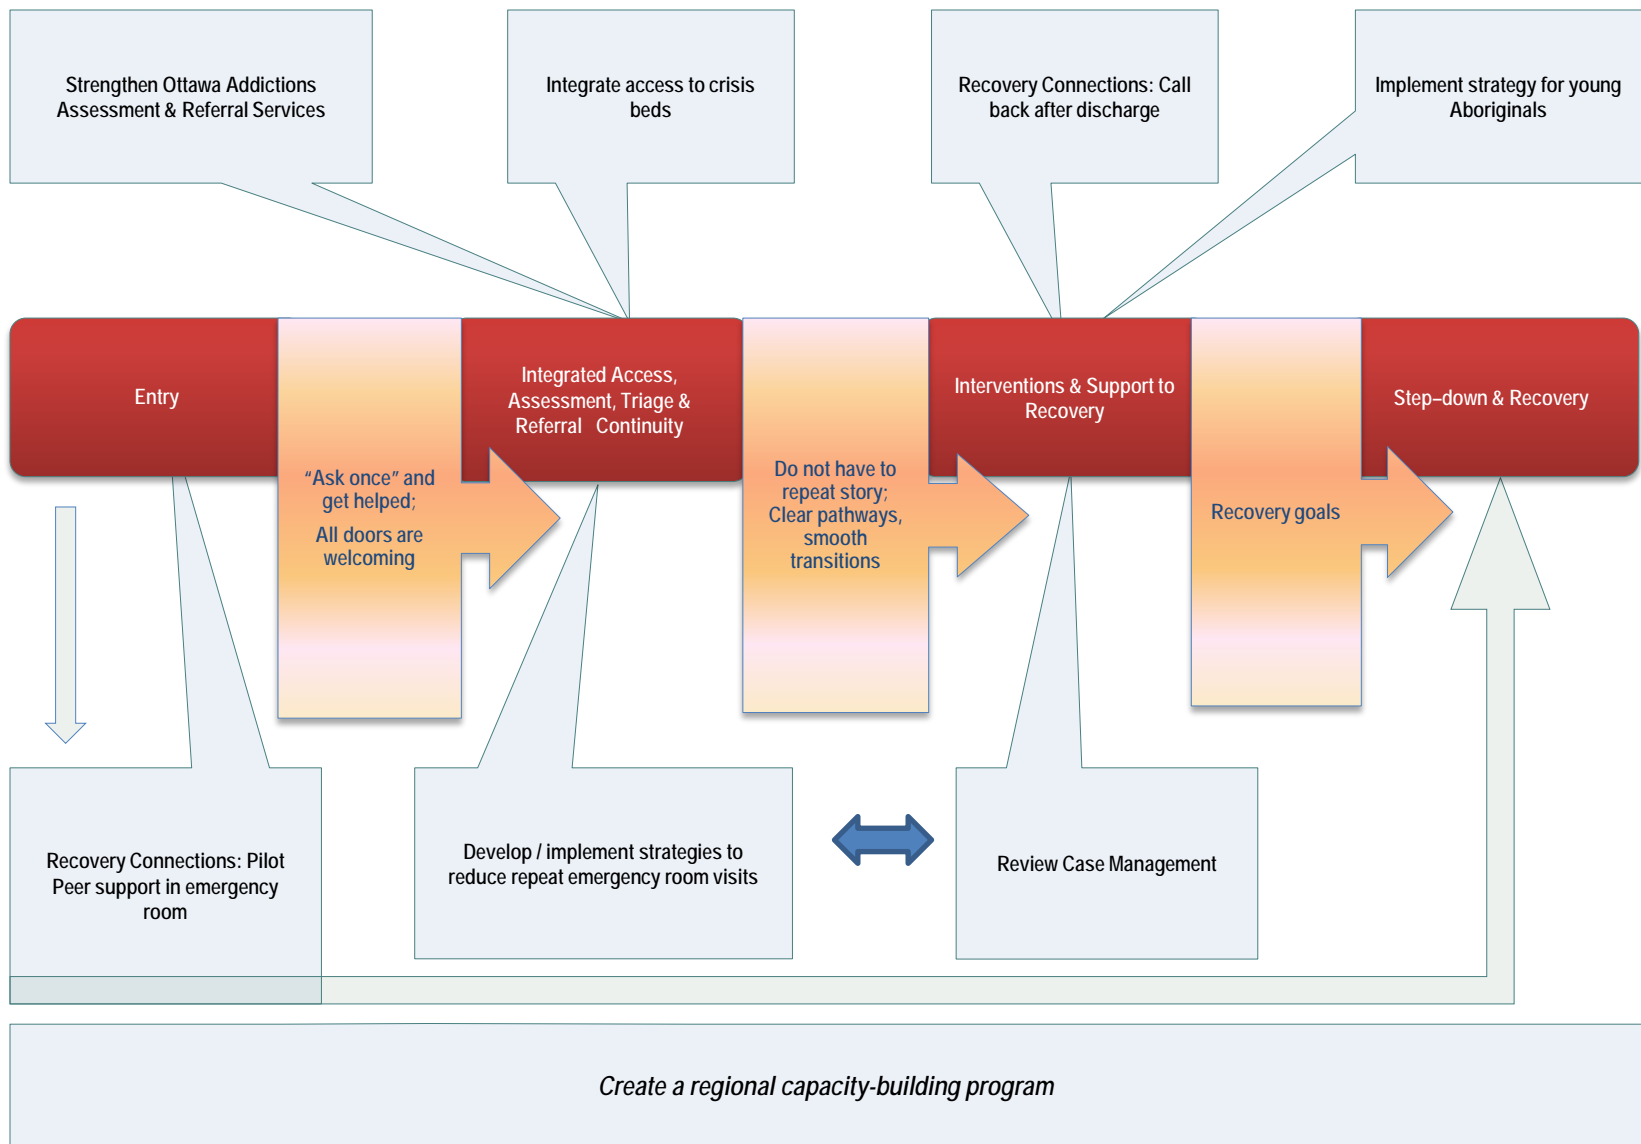 Strengthen Ottawa Addictions
Assessment & Referral Services
Integrate access to crisis
beds
Recovery Connections: Call
back after discharge
Implement strategy for young
Aboriginals
Entry
Integrated Access,
Assessment, Triage &
Referral Continuity
Interventions & Support to
Recovery
Step–down & Recovery
“Ask once” and
get helped;
All doors are
welcoming
Do not have to
repeat story;
Clear pathways,
smooth
transitions
Recovery goals
Recovery Connections: Pilot
Peer support in emergency
room
Develop / implement strategies to
reduce repeat emergency room visits
Review Case Management
Create a regional capacity-building program